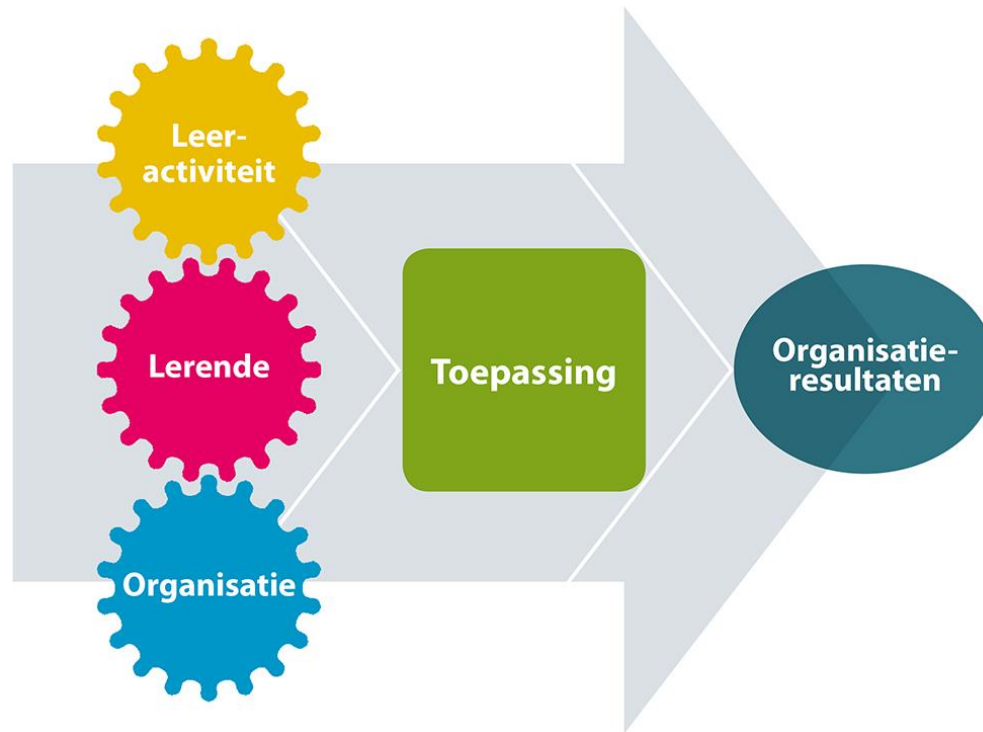 Leer-
activiteit
Lerende
Organisatie
Toepassing
Organisatie-
resultaten